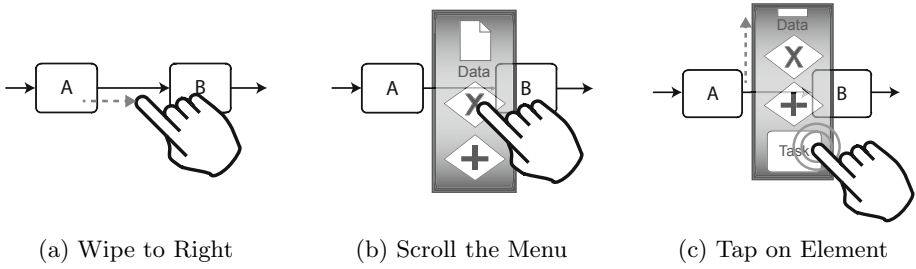 A B
Data
X
A B
+
Data
X
A + B
Task
(a) Wipe to Right (b) Scroll the Menu (c) Tap on Element